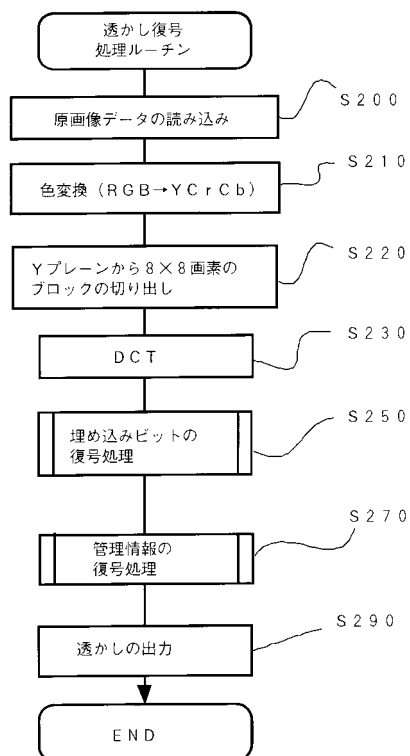 透かし復号
処理ルーチン
S200
原画像データの読み込み
S210
色変換(RGB→YCrCb)
S220
Yプレーンから8×8画素の
ブロックの切り出し
S230
DCT
S250
埋め込みビットの
復号処理
S270
管理情報の
復号処理
S290
透かしの出力
END